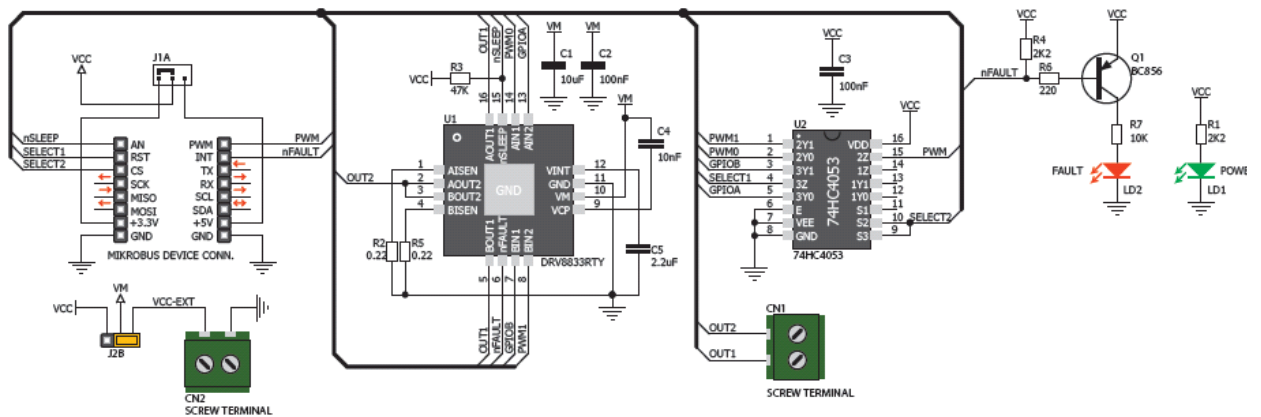 J1A
VCC
nSLEEP
SELECT1
SELECT2
AN
RST
CS
SCK
MISO
MOSI
+3.3V
GND
PWM
INT
TX
RX
SCL
SDA
+5V
GND
PWM
nFAULT
MIKROBUS DEVICE CONN.
VCC
VM
VCC-EXT
J2B
CN2
SCREW TERMINAL
OUT1
nSLEEP
PWM0
GPIOA
VCC
R3
47K
16
15
14
13
VM
C1
10uF
VM
C2
100nF
VM
C4
10nF
U1
AOUT1
nSLEEP
AIN1
AIN2
OUT2
1
2
3
4
AISEN
AOUT2
BOUT2
BISEN
GND
VINT
GND
VM
VCP
12
11
10
9
BOUT1
nFAULT
BIN1
BIN2
DRV8833RTY
R2
0.22
R5
0.22
C5
2.2uF
5
6
7
8
OUT1
nFAULT
GPIOB
PWM1
VCC
C3
100nF
VCC
U2
PWM1
PWM0
GPIOB
SELECT1
GPIOA
1
2
3
4
5
6
7
8
2Y1
2Y0
3Y1
3Z
3Y0
E
VEE
GND
74HC4053
VDD
2Z
1Z
1Y1
1Y0
S1
S2
S3
16
15
14
13
12
11
10
9
PWM
SELECT2
74HC4053
CN1
OUT2
OUT1
SCREW TERMINAL
VCC
R4
2K2
nFAULT
R6
220
VCC
Q1
BC856
R7
10K
FAULT
LD2
VCC
R1
2K2
LD1